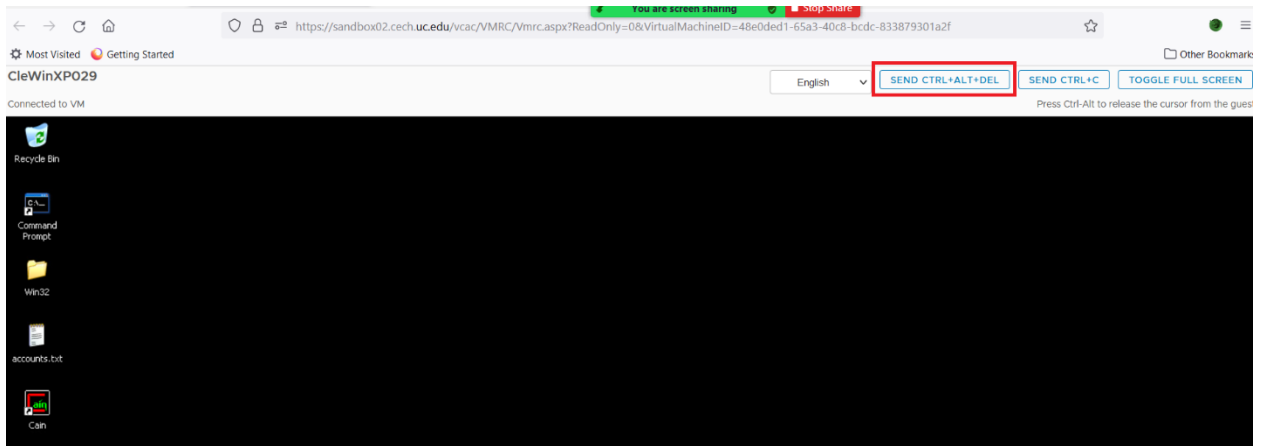 You are screen sharing
Stop Share
https://sandbox02.cech.uc.edu/vcac/VMRC/Vmrc.aspx?ReadOnly=0&VirtualMachineID=48e0ded1-65a3-40c8-bcdc-833879301a2f
Most Visited Getting Started Other Bookmarks
CleWinXP029
English SEND CTRL+ALT+DEL SEND CTRL+C TOGGLE FULL SCREEN
Connected to VM Press Ctrl-Alt to release the cursor from the guest
Recycle Bin
C:\_
Command
Prompt
Win32
accounts.txt
ain
Cain